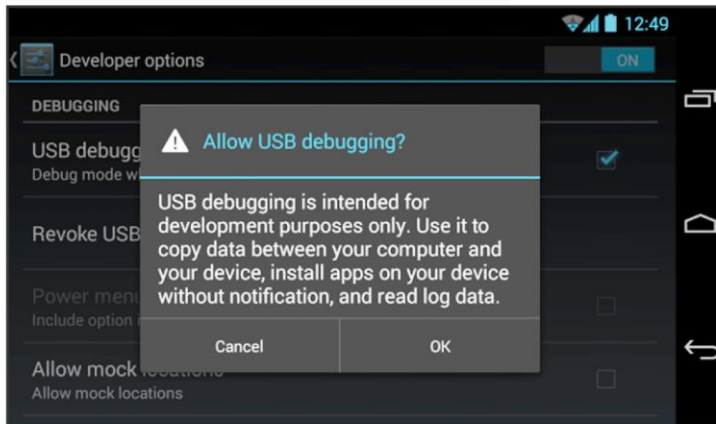 12:49
Developer options
ON
DEBUGGING
Allow USB debugging?
USB debugg
Debug mode w
USB debugging is intended for
development purposes only. Use it to
copy data between your computer and
your device, install apps on your device
without notification, and read log data.
Revoke USB
Power menu
Include option i
Cancel
OK
Allow mock locations
Allow mock locations